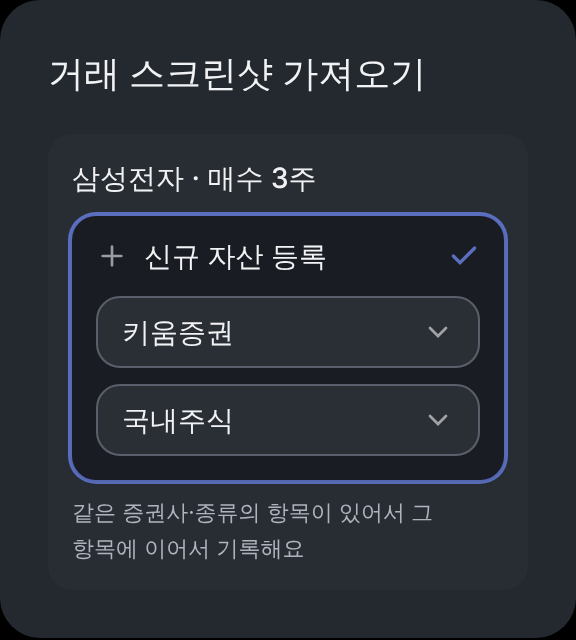 거래 스크린샷 가져오기
삼성전자 · 매수 3주
신규 자산 등록
키움증권
국내주식
같은 증권사·종류의 항목이 있어서 그
항목에 이어서 기록해요